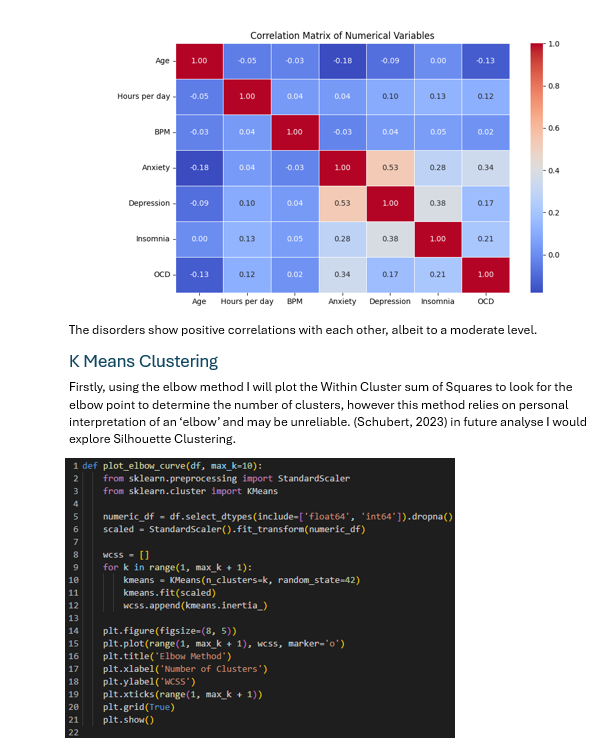 Correlation Matrix of Numerical Variables
Age 1.00 -0.05 -0.03 -0.18 -0.09 0.00 -0.13
Hours per day -0.05 1.00 0.04 0.04 0.10 0.13 0.12
BPM -0.03 0.04 1.00 -0.03 0.04 0.05 0.02
Anxiety -0.18 0.04 -0.03 1.00 0.53 0.28 0.34
Depression -0.09 0.10 0.04 0.53 1.00 0.38 0.17
Insomnia 0.00 0.13 0.05 0.28 0.38 1.00 0.21
OCD -0.13 0.12 0.02 0.34 0.17 0.21 1.00
Age Hours per day BPM Anxiety Depression Insomnia OCD
1.0
0.8
0.6
0.4
0.2
0.0
The disorders show positive correlations with each other, albeit to a moderate level.
K Means Clustering
Firstly, using the elbow method I will plot the Within Cluster sum of Squares to look for the
elbow point to determine the number of clusters, however this method relies on personal
interpretation of an ‘elbow’ and may be unreliable. (Schubert, 2023) in future analyse I would
explore Silhouette Clustering.
1 def plot_elbow_curve(df, max_k=10):
2     from sklearn.preprocessing import StandardScaler
3     from sklearn.cluster import KMeans
4
5     numeric_df = df.select_dtypes(include=['float64', 'int64']).dropna()
6     scaled = StandardScaler().fit_transform(numeric_df)
7
8     wcss = []
9     for k in range(1, max_k + 1):
10         kmeans = KMeans(n_clusters=k, random_state=42)
11         kmeans.fit(scaled)
12         wcss.append(kmeans.inertia_)
13
14     plt.figure(figsize=(8, 5))
15     plt.plot(range(1, max_k + 1), wcss, marker='o')
16     plt.title('Elbow Method')
17     plt.xlabel('Number of Clusters')
18     plt.ylabel('WCSS')
19     plt.xticks(range(1, max_k + 1))
20     plt.grid(True)
21     plt.show()
22